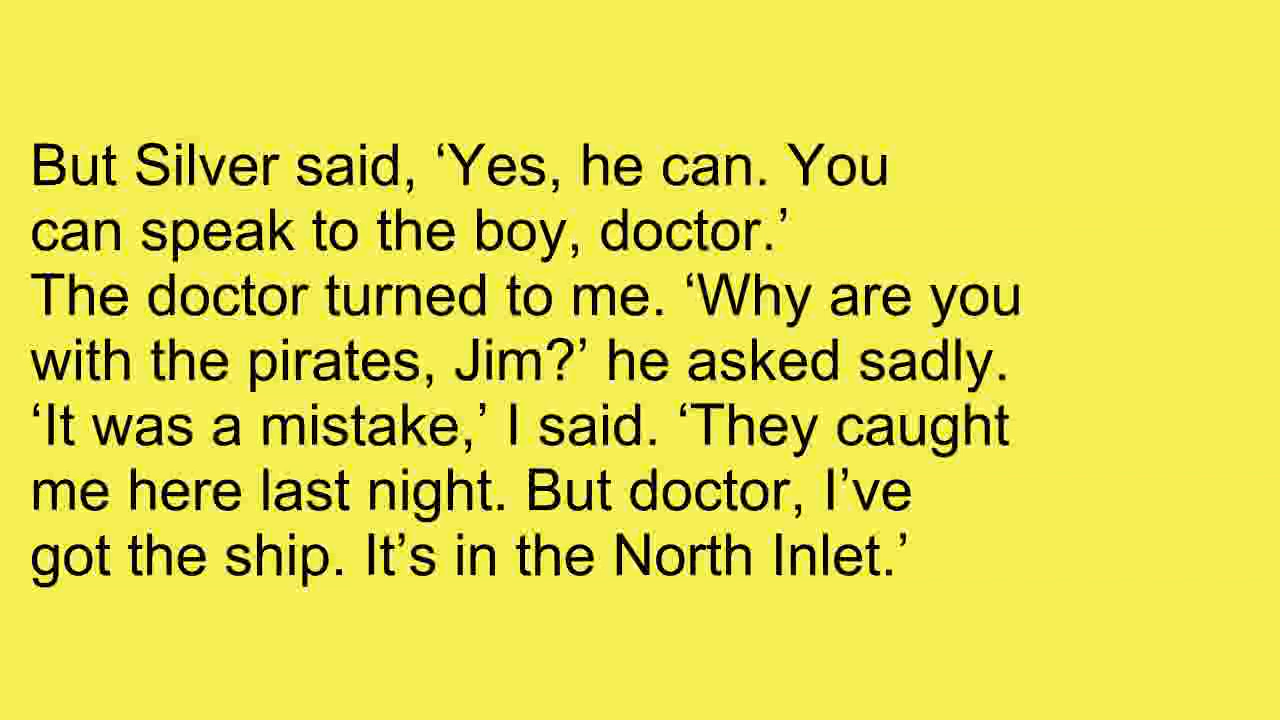 But Silver said, ‘Yes, he can. You
can speak to the boy, doctor.’
The doctor turned to me. ‘Why are you
with the pirates, Jim?’ he asked sadly.
‘It was a mistake,’ I said. ‘They caught
me here last night. But doctor, I’ve
got the ship. It’s in the North Inlet.’